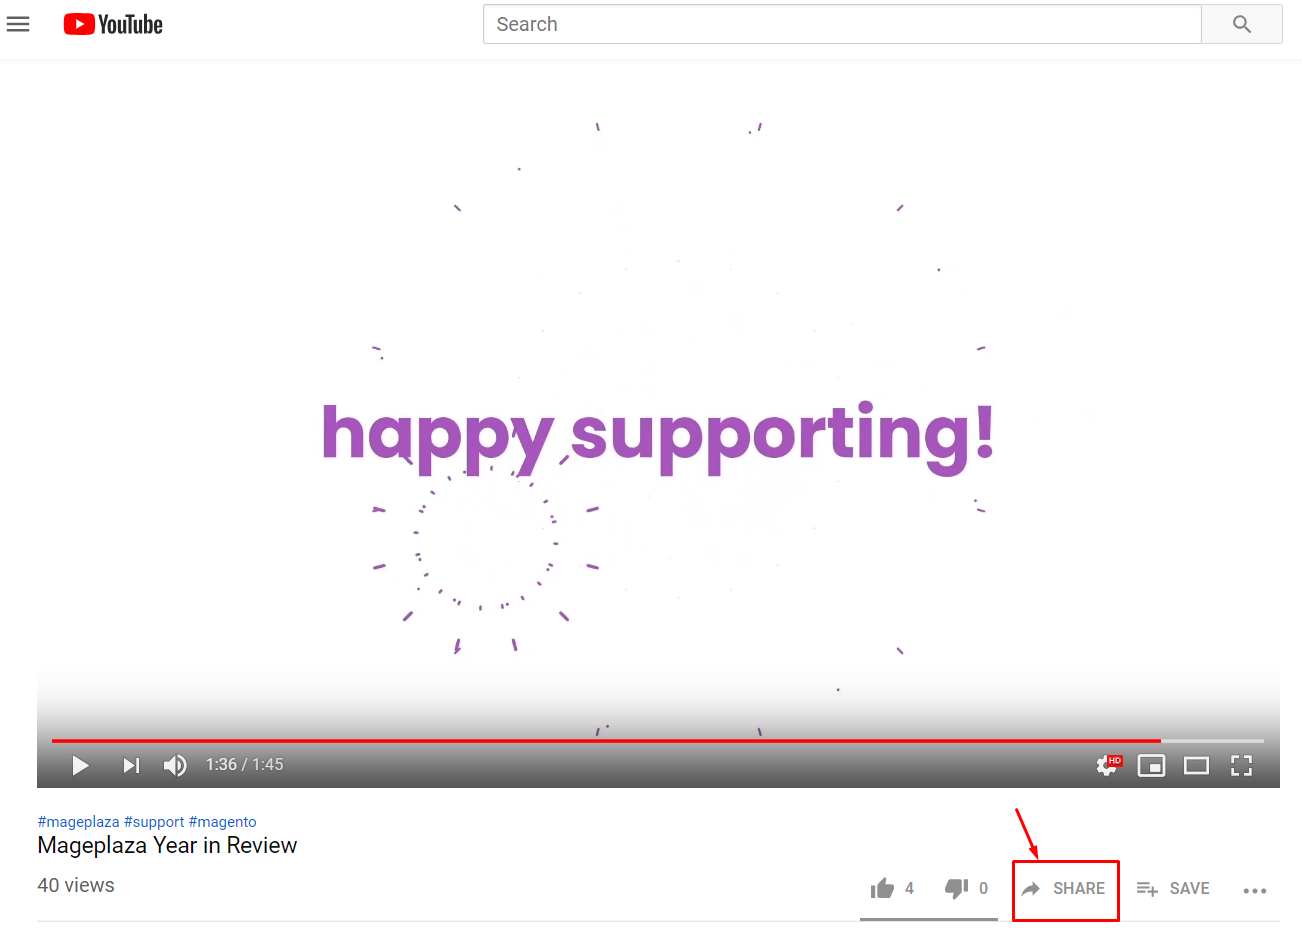 YouTube
Search
happy supporting!
1:36 / 1:45
HD
#mageplaza #support #magento
Mageplaza Year in Review
40 views
4
0
SHARE
SAVE